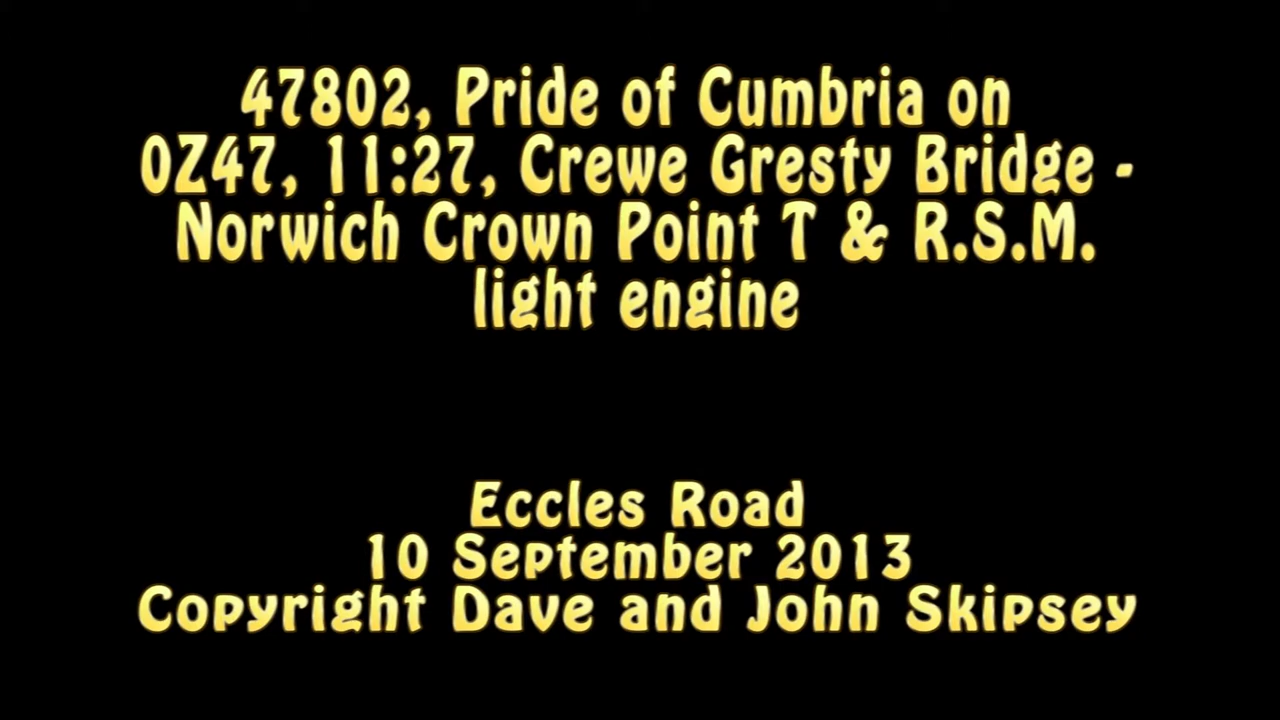 47802, Pride of Cumbria on
0Z47, 11:27, Crewe Gresty Bridge -
Norwich Crown Point T & R.S.M.
light engine
Eccles Road
10 September 2013
Copyright Dave and John Skipsey